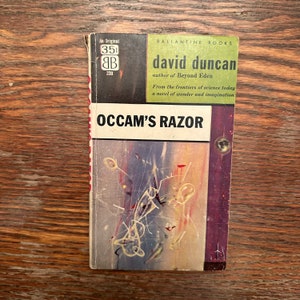 BALLANTINE BOOKS
An Original
35¢
BB
230
david duncan
author of Beyond Eden
From the frontiers of science today
a novel of wonder and imagination
OCCAM'S RAZOR